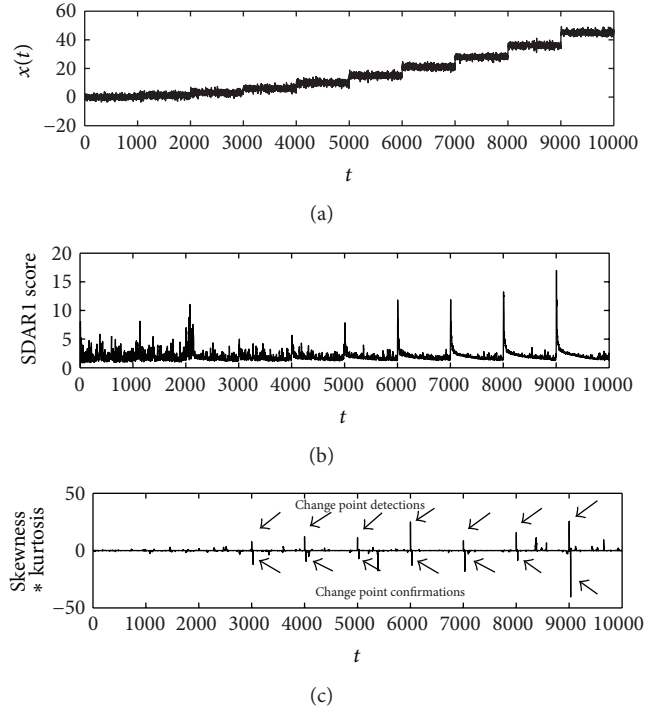 x(t)
60
40
20
0
−20
0 1000 2000 3000 4000 5000 6000 7000 8000 9000 10000
t
(a)
SDAR1 score
20
15
10
5
0
0 1000 2000 3000 4000 5000 6000 7000 8000 9000 10000
t
(b)
Skewness
* kurtosis
50
0
−50
Change point detections
Change point confirmations
0 1000 2000 3000 4000 5000 6000 7000 8000 9000 10000
t
(c)